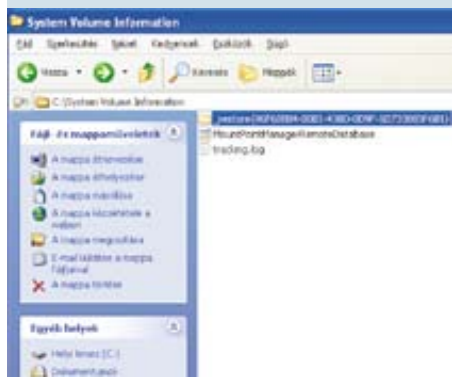 System Volume Information
Fájl Szerkesztés Nézet Kedvencek Eszközök Súgó
Vissza Keresés Mappák
C:\System Volume Information
Fájl- és mappaműveletek
A mappa átnevezése
A mappa áthelyezése
A mappa másolása
A mappa közzététele a
weben
A mappa megosztása
E-mail küldése a mappa
fájljaival
A mappa törlése
Egyéb helyek
Helyi lemez (C:)
Dokumentumok
MountPointManagerRemoteDatabase
tracking.log